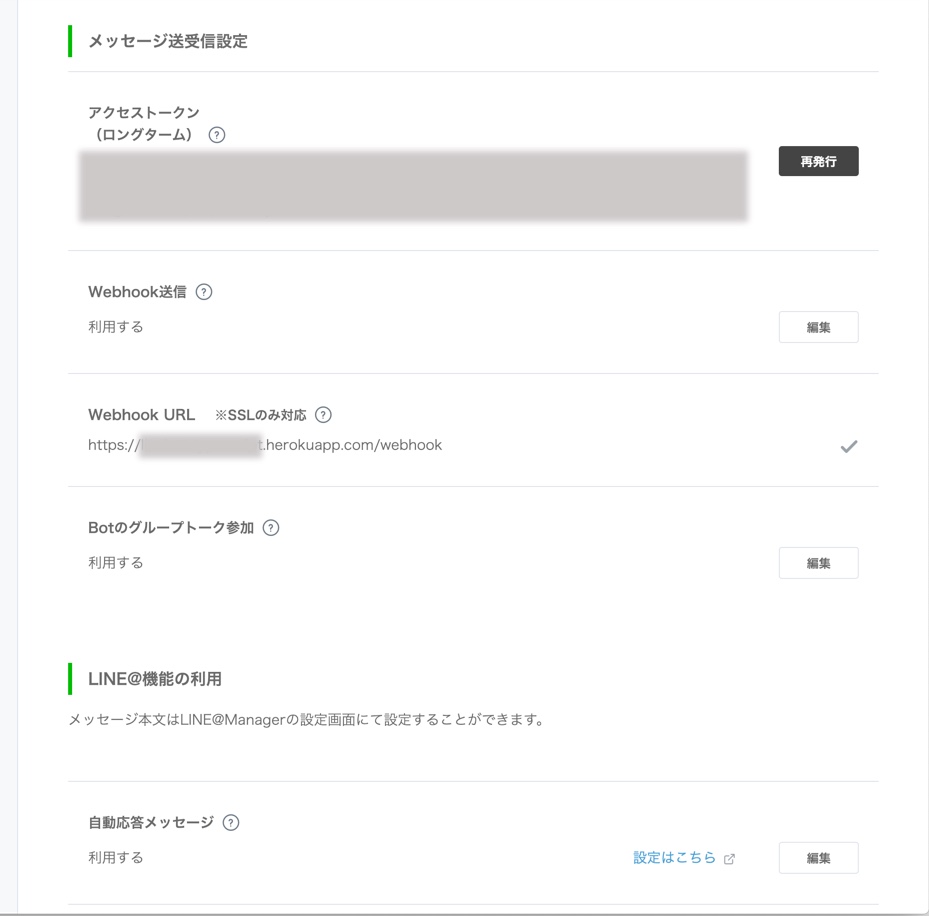 メッセージ送受信設定
アクセストークン
（ロングターム） ?
再発行
Webhook送信 ?
利用する
編集
Webhook URL ※SSLのみ対応 ?
https://
.herokuapp.com/webhook
Botのグループトーク参加 ?
利用する
編集
LINE@機能の利用
メッセージ本文はLINE@Managerの設定画面にて設定することができます。
自動応答メッセージ ?
利用する
設定はこちら
編集